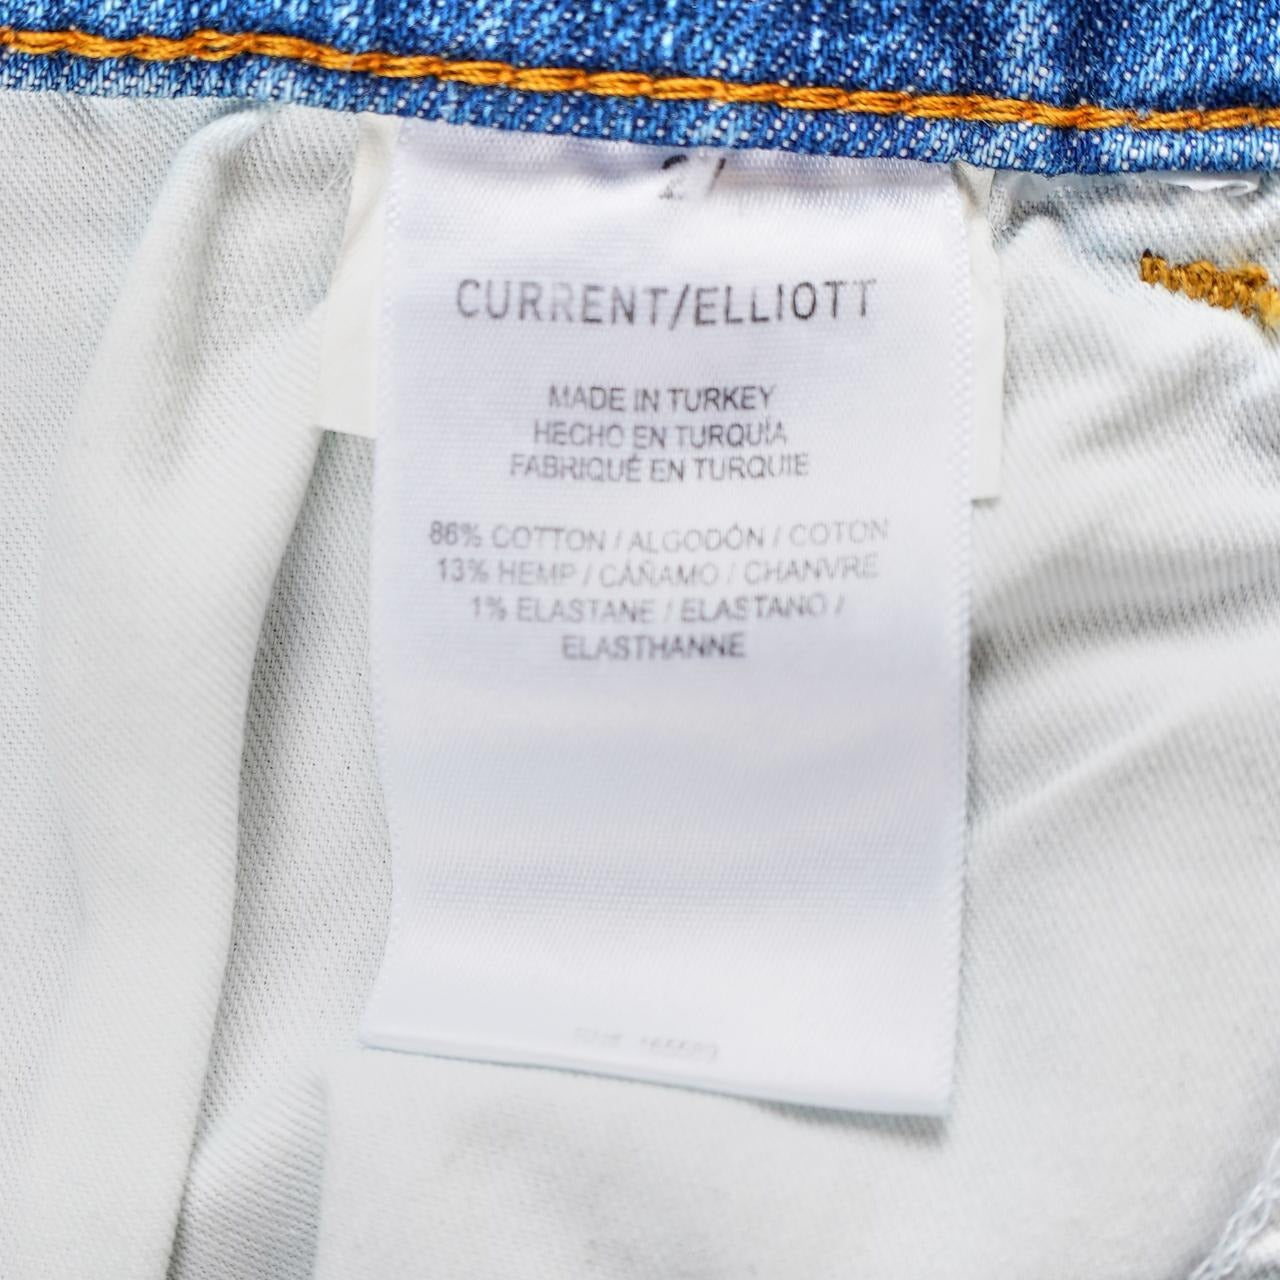 CURRENT/ELLIOTT
MADE IN TURKEY
HECHO EN TURQUÍA
FABRIQUÉ EN TURQUIE
86% COTTON / ALGODÓN / COTON
13% HEMP / CÁÑAMO / CHANVRE
1% ELASTANE / ELASTANO /
ELASTHANNE